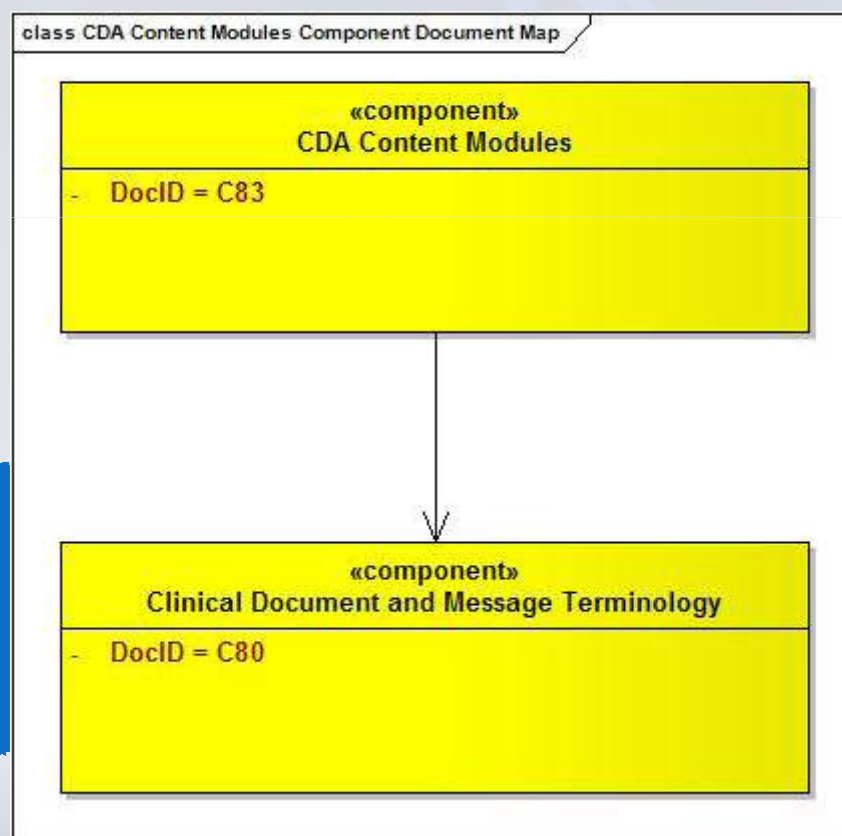 class CDA Content Modules Component Document Map
«component»
CDA Content Modules
- DocID = C83
«component»
Clinical Document and Message Terminology
- DocID = C80